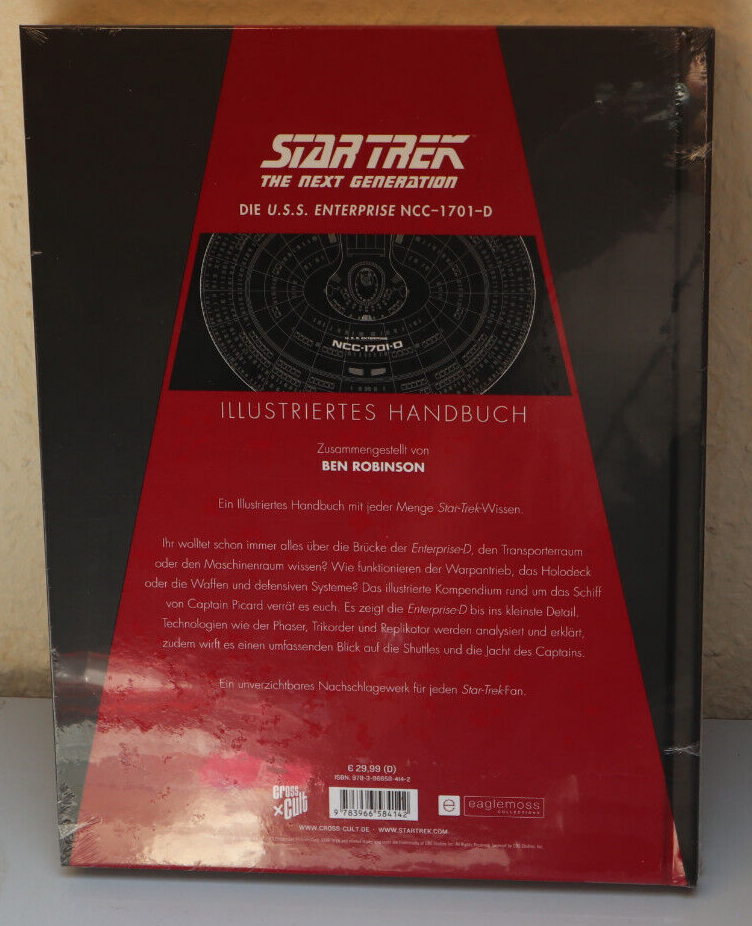 STAR TREK
THE NEXT GENERATION
DIE U.S.S. ENTERPRISE NCC-1701-D
U.S.S. ENTERPRISE
NCC-1701-D
ILLUSTRIERTES HANDBUCH
Zusammengestellt von
BEN ROBINSON
Ein Illustriertes Handbuch mit jeder Menge Star-Trek-Wissen.
Ihr wolltet schon immer alles über die Brücke der Enterprise-D, den Transporterraum
oder den Maschinenraum wissen? Wie funktionieren der Warpantrieb, das Holodeck
oder die Waffen und defensiven Systeme? Das illustrierte Kompendium rund um das Schiff
von Captain Picard verrät es euch. Es zeigt die Enterprise-D bis ins kleinste Detail.
Technologien wie der Phaser, Trikorder und Replikator werden analysiert und erklärt,
zudem wirft es einen umfassenden Blick auf die Shuttles und die Jacht des Captains.
Ein unverzichtbares Nachschlagewerk für jeden Star-Trek-Fan.
€ 29,99 (D)
ISBN: 978-3-96658-414-2
cross cult
9 783966 584142
e eaglemoss
COLLECTIONS
WWW.CROSS-CULT.DE · WWW.STARTREK.COM